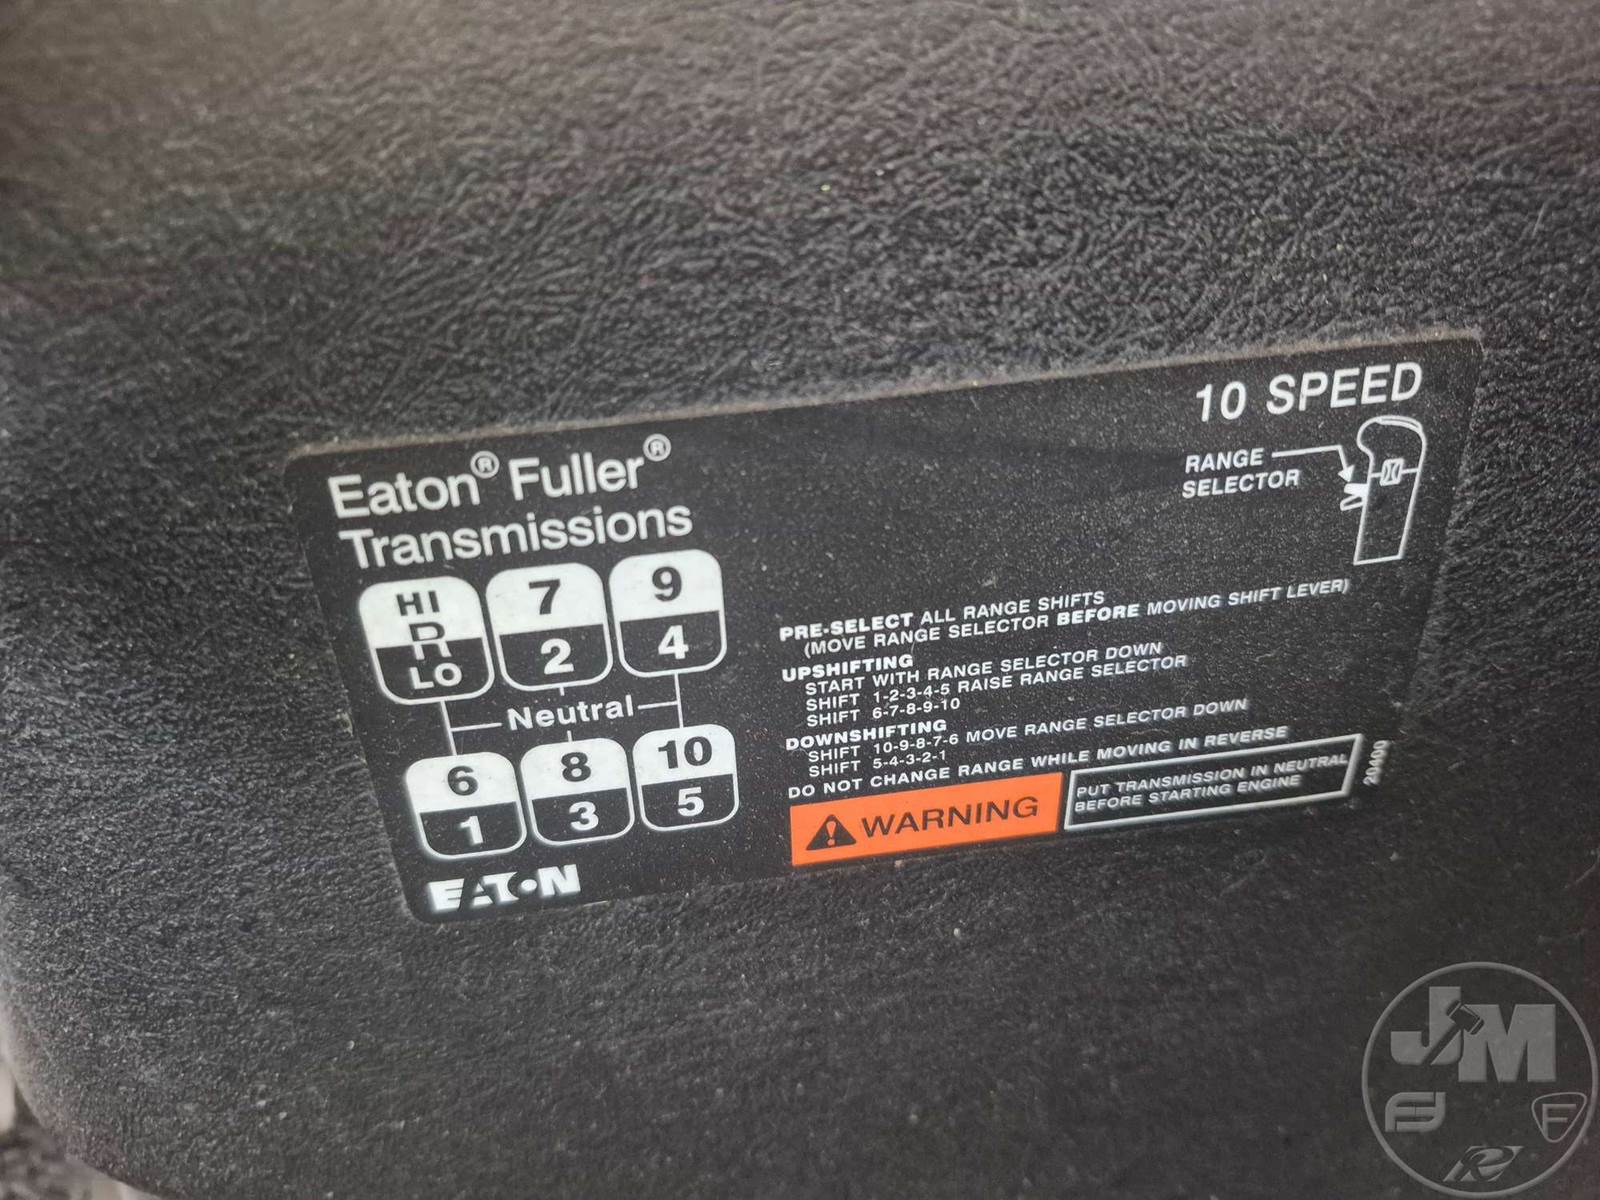 Eaton® Fuller®
Transmissions
10 SPEED
RANGE
SELECTOR
HI
R
LO
7
2
9
4
Neutral
6
1
8
3
10
5
EATON
PRE-SELECT ALL RANGE SHIFTS
(MOVE RANGE SELECTOR BEFORE MOVING SHIFT LEVER)
UPSHIFTING
START WITH RANGE SELECTOR DOWN
SHIFT 1-2-3-4-5 RAISE RANGE SELECTOR
SHIFT 6-7-8-9-10
DOWNSHIFTING
SHIFT 10-9-8-7-6 MOVE RANGE SELECTOR DOWN
SHIFT 5-4-3-2-1
DO NOT CHANGE RANGE WHILE MOVING IN REVERSE
WARNING
PUT TRANSMISSION IN NEUTRAL
BEFORE STARTING ENGINE
20400
JM
F